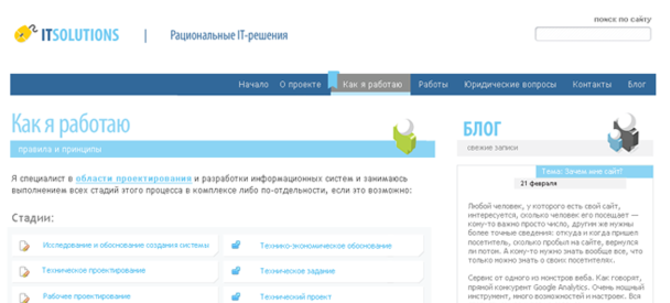 поиск по сайту
ITSOLUTIONS | Рациональные IT-решения
Начало О проекте Как я работаю Работы Юридические вопросы Контакты Блог
Как я работаю
правила и принципы
Я специалист в области проектирования и разработки информационных систем и занимаюсь
выполнением всех стадий этого процесса в комплексе либо по-отдельности, если это возможно:
Стадии:
Исследование и обоснование создания системы
Технико-экономическое обоснование
Техническое проектирование
Техническое задание
Рабочее проектирование
Технический проект
БЛОГ
свежие записи
Тема: Зачем мне сайт!
21 февраля
Любой человек, у которого есть свой сайт,
интересуется, сколько человек его посещает —
кому-то важно просто число, другим же нужны
более точные сведения: откуда и когда пришел
посетитель, сколько пробыл на сайте, вернулся
ли потом. А кому-то нужно знать вообще все, что
только можно знать о своих посетителях.
Сервис от одного из монстров веба. Как говорят,
прямой конкурент Google Analytics. Очень мощный
инструмент, много возможностей и настроек. Вся